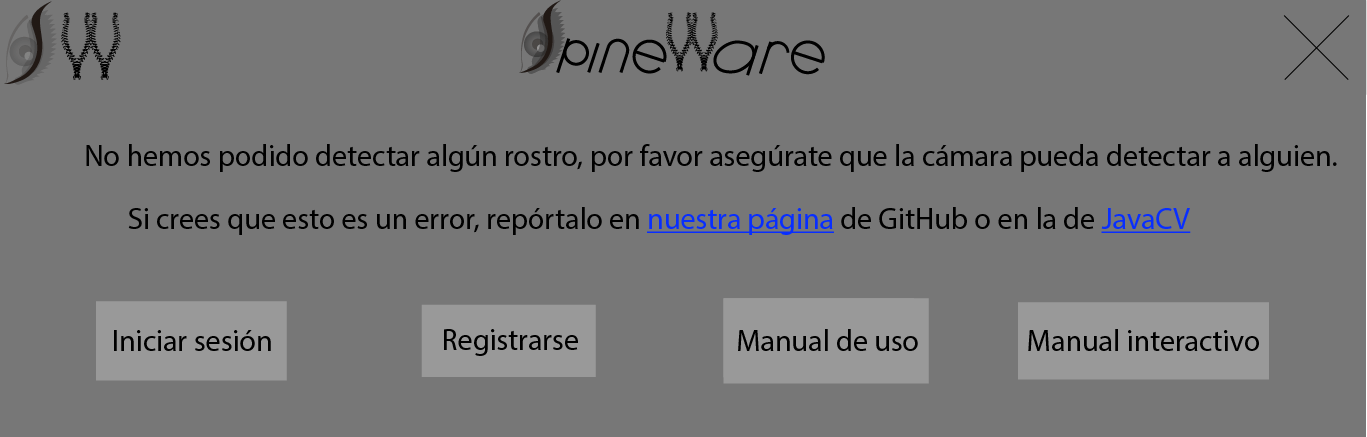 W SpineWare
No hemos podido detectar algún rostro, por favor asegúrate que la cámara pueda detectar a alguien.
Si crees que esto es un error, repórtalo en nuestra página de GitHub o en la de JavaCV
Iniciar sesión Registrarse Manual de uso Manual interactivo